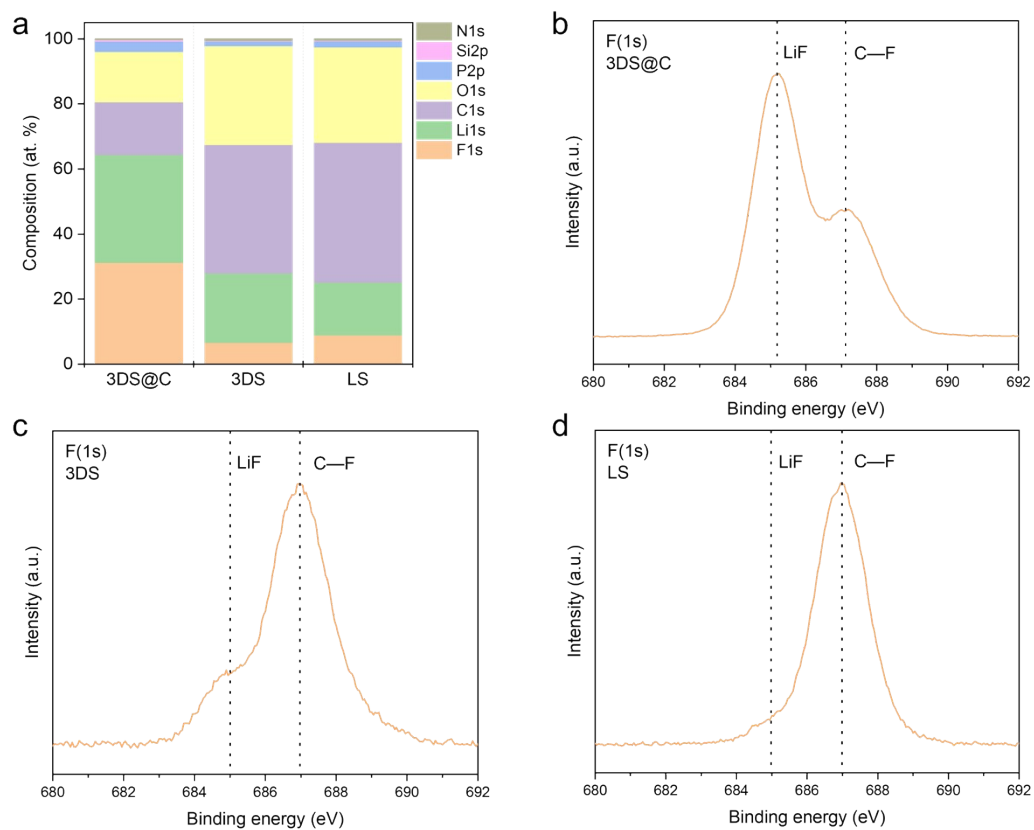 a
100
80
60
40
20
0
Composition (at. %)
3DS@C
3DS
LS
N1s
Si2p
P2p
O1s
C1s
Li1s
F1s
b
F(1s)
3DS@C
LiF
C—F
Intensity (a.u.)
680
682
684
686
688
690
692
Binding energy (eV)
c
F(1s)
3DS
LiF
C—F
Intensity (a.u.)
680
682
684
686
688
690
692
Binding energy (eV)
d
F(1s)
LS
LiF
C—F
Intensity (a.u.)
680
682
684
686
688
690
692
Binding energy (eV)